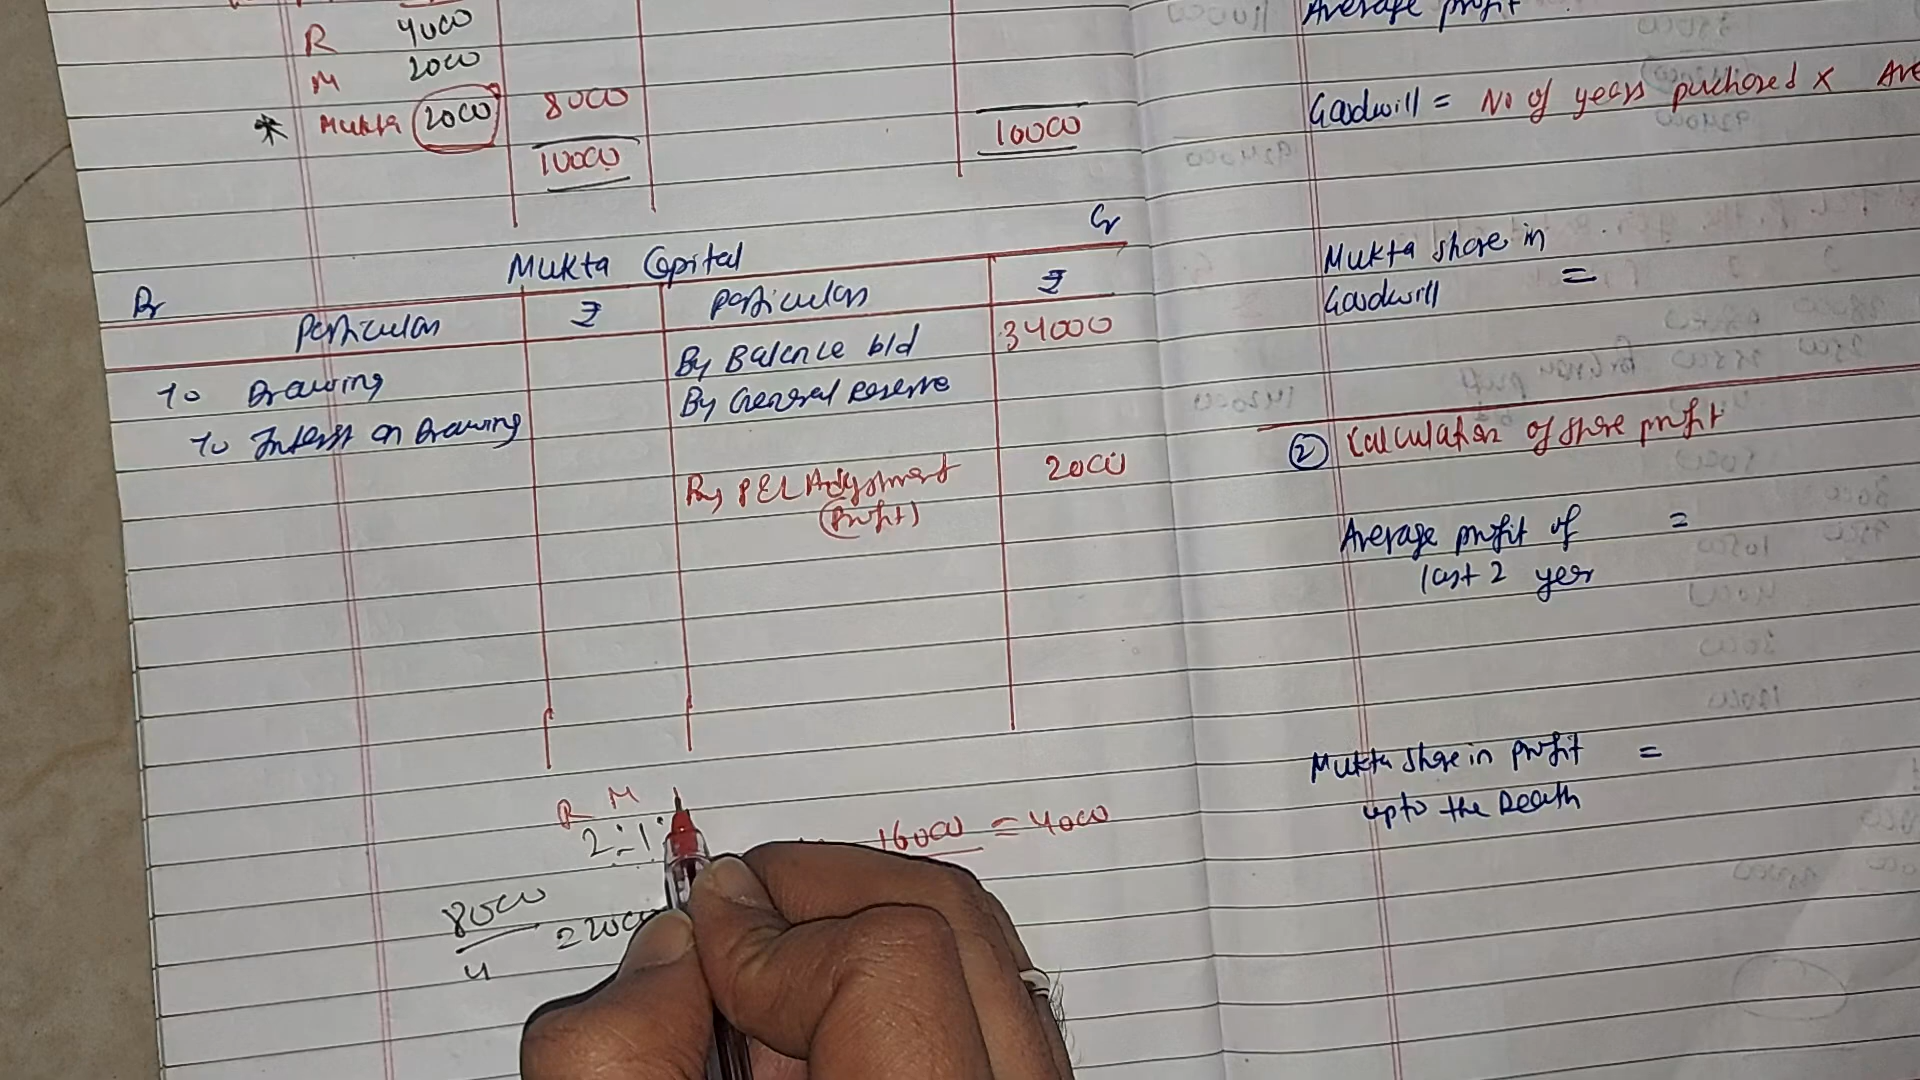 R 4000
M 2000
* Mukta 2000 8000
10000 10000
Average profit
Goodwill = No of years purchased X Ave
Mukta Capital
Dr Cr
Particulars ₹ Particulars ₹
By Balance b/d 34000
To Drawing By General Reserve
To Interest on Drawing
By P&L Adjustment 2000
(Profit)
Mukta share in
Goodwill =
② Calculation of share profit
Average profit of =
last 2 year
Mukta share in profit =
upto the Death
R M
2:1:
16000 = 4000
8000
4